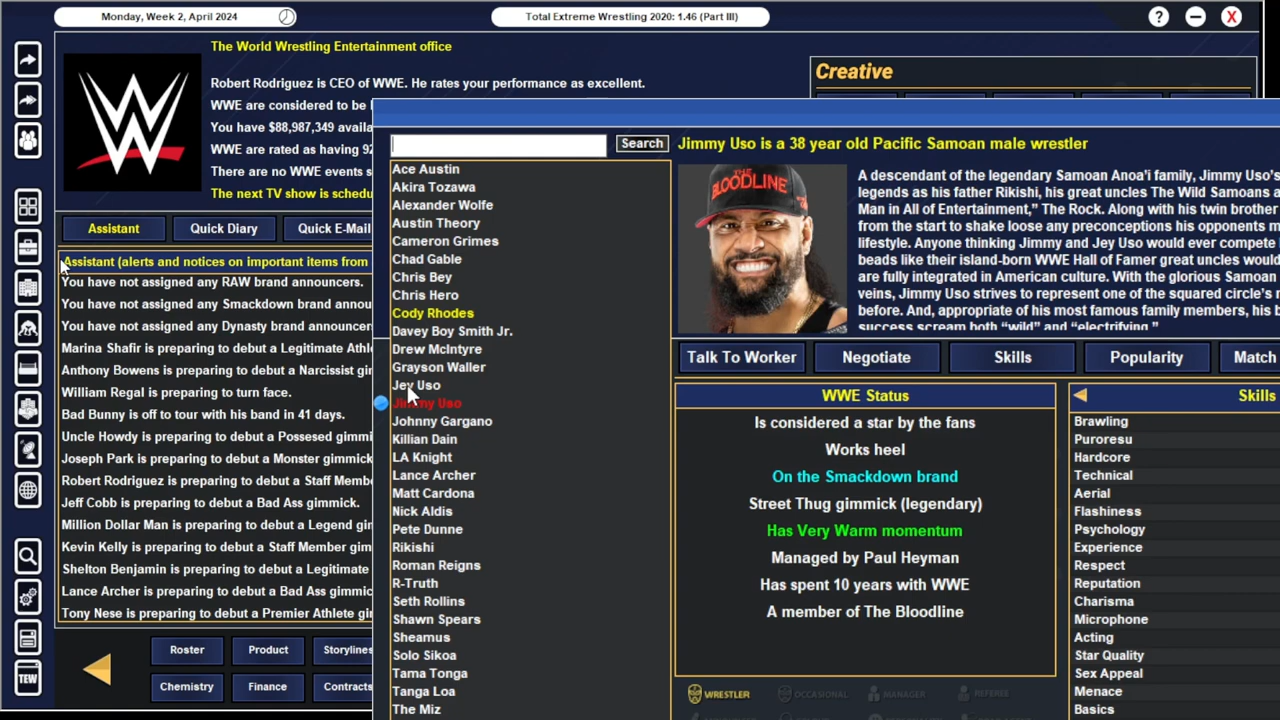 Monday, Week 2, April 2024
Total Extreme Wrestling 2020: 1.46 (Part III)
?
X
The World Wrestling Entertainment office
Creative
Robert Rodriguez is CEO of WWE. He rates your performance as excellent.
WWE are considered to be
You have $88,987,349 availa
WWE are rated as having 92
There are no WWE events s
The next TV show is schedu
Assistant
Quick Diary
Quick E-Mail
Assistant (alerts and notices on important items from
You have not assigned any RAW brand announcers.
You have not assigned any Smackdown brand annou
You have not assigned any Dynasty brand announcers
Marina Shafir is preparing to debut a Legitimate Athl
Anthony Bowens is preparing to debut a Narcissist gi
William Regal is preparing to turn face.
Bad Bunny is off to tour with his band in 41 days.
Uncle Howdy is preparing to debut a Possesed gimmi
Joseph Park is preparing to debut a Monster gimmick
Robert Rodriguez is preparing to debut a Staff Membe
Jeff Cobb is preparing to debut a Bad Ass gimmick.
Million Dollar Man is preparing to debut a Legend gir
Kevin Kelly is preparing to debut a Staff Member gim
Shelton Benjamin is preparing to debut a Legitimate
Lance Archer is preparing to debut a Bad Ass gimmic
Tony Nese is preparing to debut a Premier Athlete gi
Roster
Product
Storylines
Chemistry
Finance
Contracts
TEW
Search
Ace Austin
Akira Tozawa
Alexander Wolfe
Austin Theory
Cameron Grimes
Chad Gable
Chris Bey
Chris Hero
Cody Rhodes
Davey Boy Smith Jr.
Drew McIntyre
Grayson Waller
Jey Uso
Jimmy Uso
Johnny Gargano
Killian Dain
LA Knight
Lance Archer
Matt Cardona
Nick Aldis
Pete Dunne
Rikishi
Roman Reigns
R-Truth
Seth Rollins
Shawn Spears
Sheamus
Solo Sikoa
Tama Tonga
Tanga Loa
The Miz
Jimmy Uso is a 38 year old Pacific Samoan male wrestler
THE
BLOODLINE
A descendant of the legendary Samoan Anoa'i family, Jimmy Uso's
legends as his father Rikishi, his great uncles The Wild Samoans a
Man in All of Entertainment,” The Rock. Along with his twin brother
from the start to shake loose any preconceptions his opponents m
lifestyle. Anyone thinking Jimmy and Jey Uso would ever compete
beads like their island-born WWE Hall of Famer great uncles would
are fully integrated in American culture. With the glorious Samoan
veins, Jimmy Uso strives to represent one of the squared circle's r
before. And, appropriate of his most famous family members, his b
success scream both “wild” and “electrifying.”
Talk To Worker
Negotiate
Skills
Popularity
Match
WWE Status
Is considered a star by the fans
Works heel
On the Smackdown brand
Street Thug gimmick (legendary)
Has Very Warm momentum
Managed by Paul Heyman
Has spent 10 years with WWE
A member of The Bloodline
WRESTLER
OCCASIONAL
MANAGER
REFEREE
Skills
Brawling
Puroresu
Hardcore
Technical
Aerial
Flashiness
Psychology
Experience
Respect
Reputation
Charisma
Microphone
Acting
Star Quality
Sex Appeal
Menace
Basics